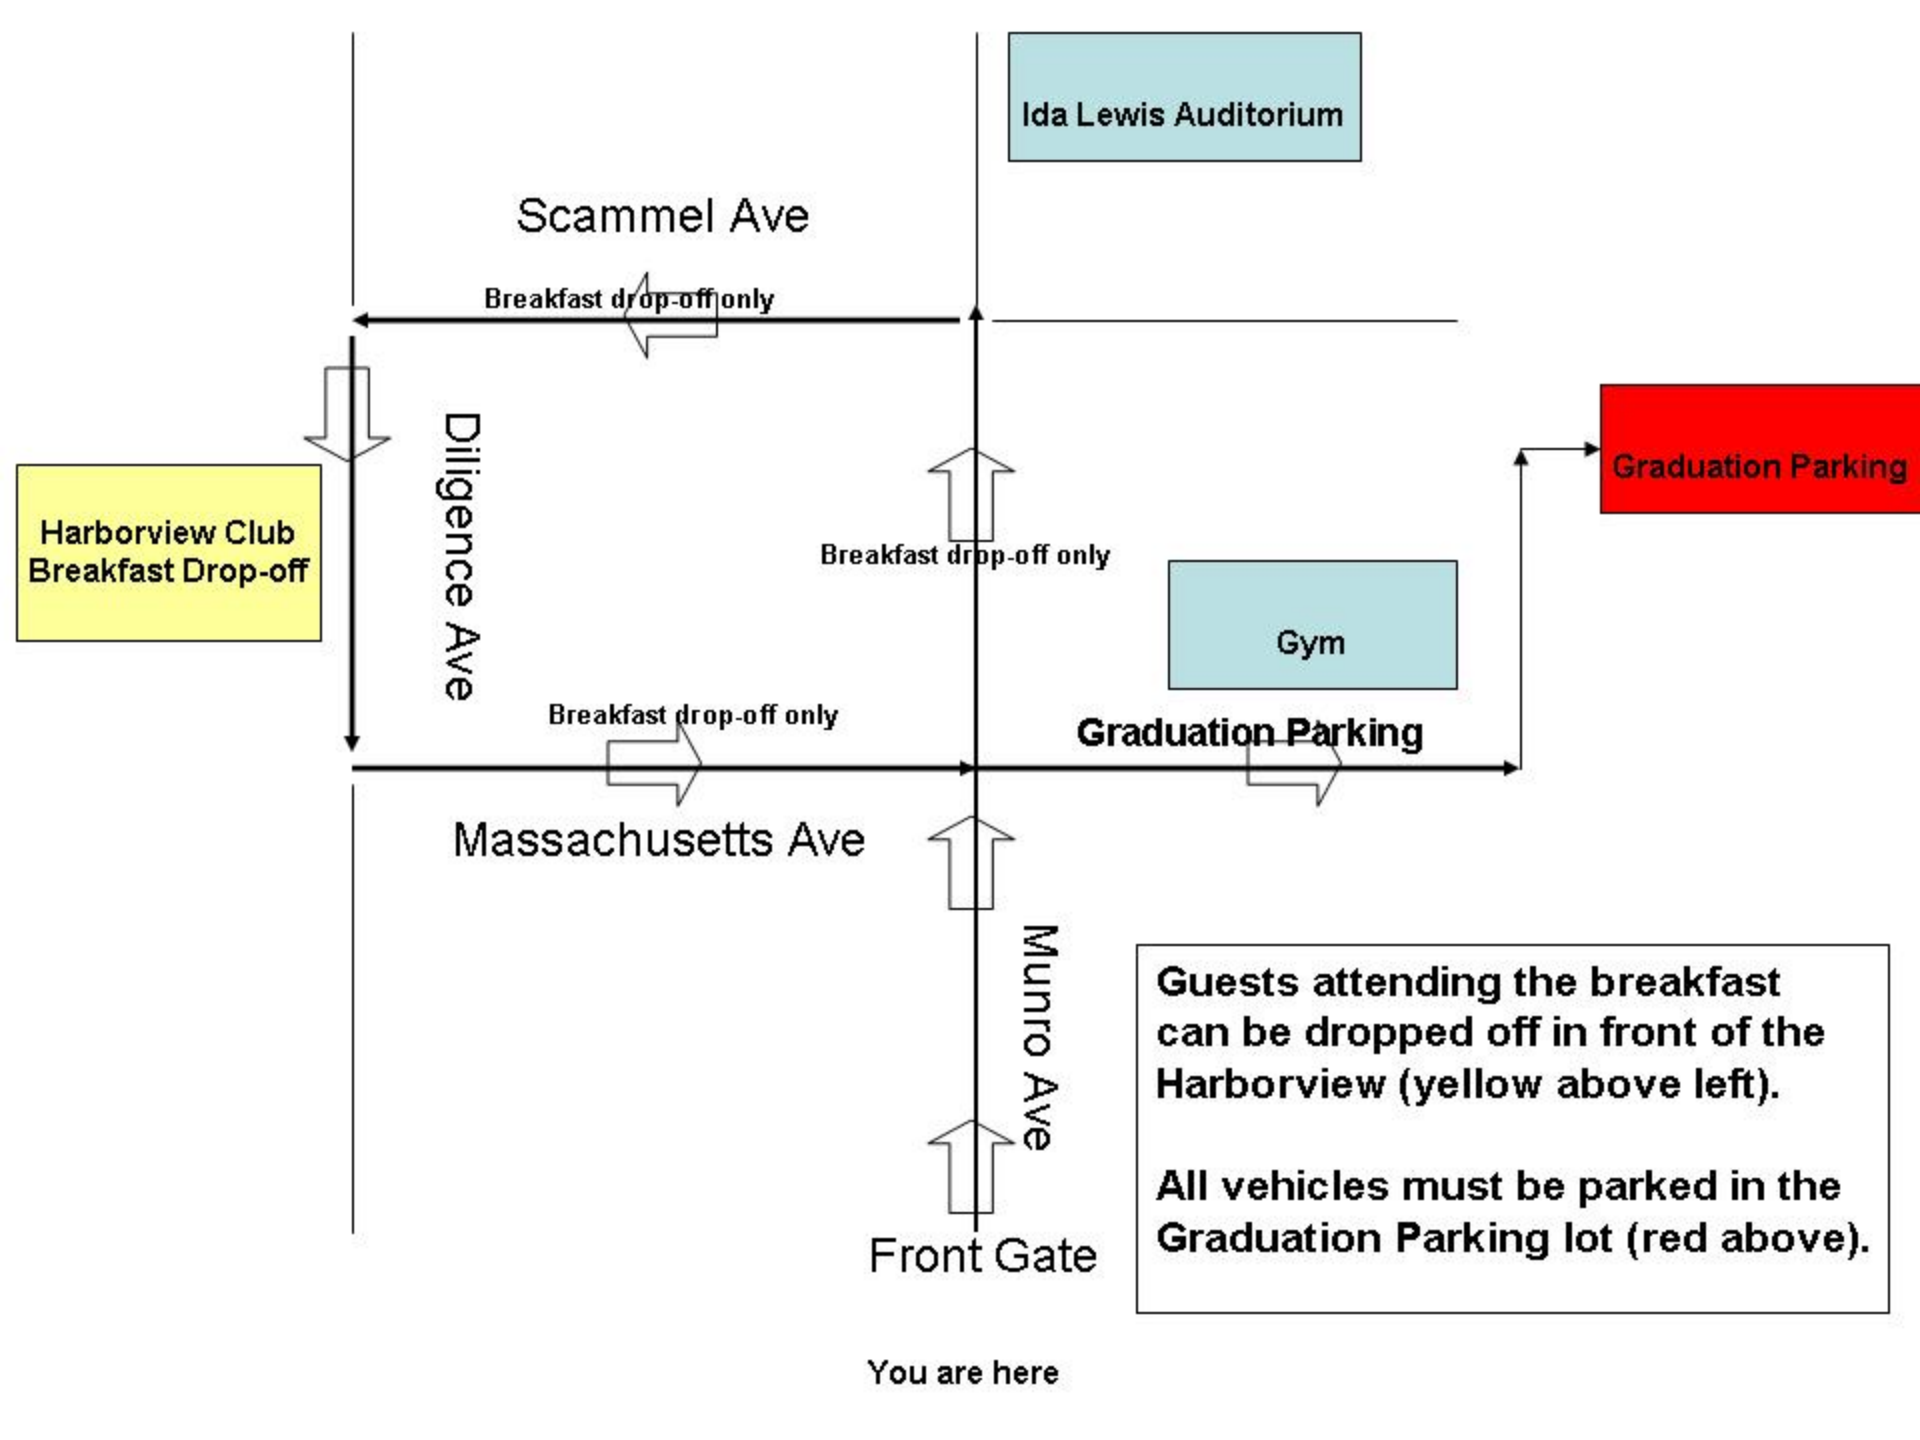 Ida Lewis Auditorium
Scammel Ave
Breakfast drop-off only
Diligence Ave
Graduation Parking
Harborview Club
Breakfast Drop-off
Breakfast drop-off only
Gym
Breakfast drop-off only
Graduation Parking
Massachusetts Ave
Munro Ave
Guests attending the breakfast
can be dropped off in front of the
Harborview (yellow above left).
All vehicles must be parked in the
Graduation Parking lot (red above).
Front Gate
You are here